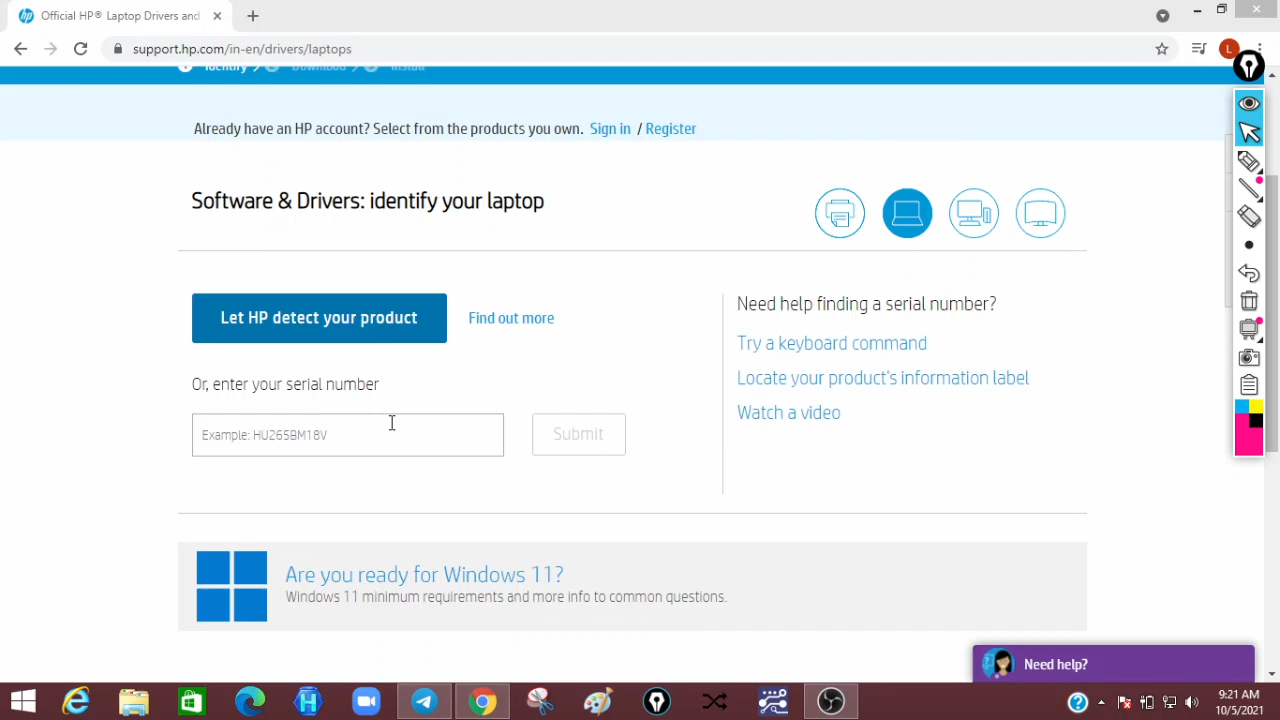 Official HP® Laptop Drivers and
support.hp.com/in-en/drivers/laptops
L
Identify Download Install
Already have an HP account? Select from the products you own. Sign in / Register
Software & Drivers: identify your laptop
Let HP detect your product
Find out more
Or, enter your serial number
Example: HU265BM18V
Submit
Need help finding a serial number?
Try a keyboard command
Locate your product's information label
Watch a video
Are you ready for Windows 11?
Windows 11 minimum requirements and more info to common questions.
Need help?
9:21 AM
10/5/2021